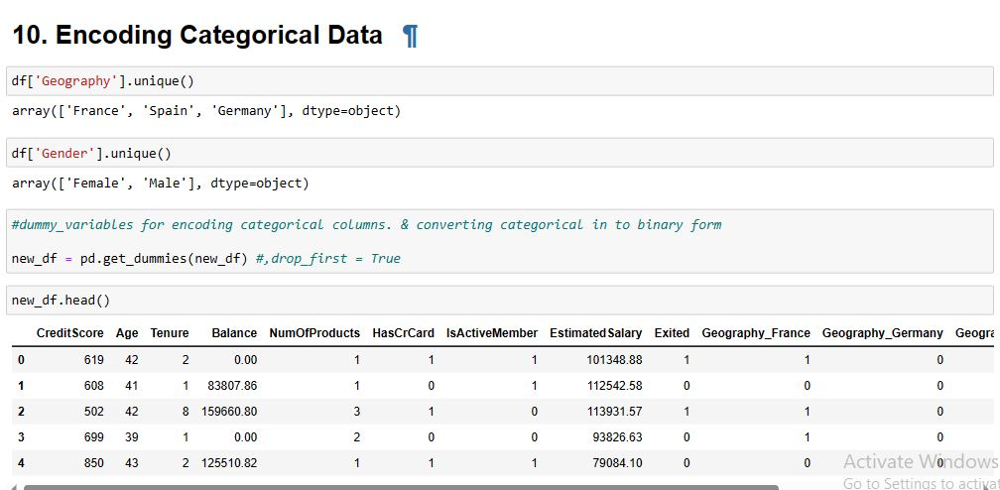 10. Encoding Categorical Data ¶
df['Geography'].unique()
array(['France', 'Spain', 'Germany'], dtype=object)
df['Gender'].unique()
array(['Female', 'Male'], dtype=object)
#dummy_variables for encoding categorical columns. & converting categorical in to binary form
new_df = pd.get_dummies(new_df) #,drop_first = True
new_df.head()
CreditScore Age Tenure Balance NumOfProducts HasCrCard IsActiveMember EstimatedSalary Exited Geography_France Geography_Germany Geogra
0 619 42 2 0.00 1 1 1 101348.88 1 1 0
1 608 41 1 83807.86 1 0 1 112542.58 0 0 0
2 502 42 8 159660.80 3 1 0 113931.57 1 1 0
3 699 39 1 0.00 2 0 0 93826.63 0 1 0
4 850 43 2 125510.82 1 1 1 79084.10 0 0 0
Activate Windows
Go to Settings to activat